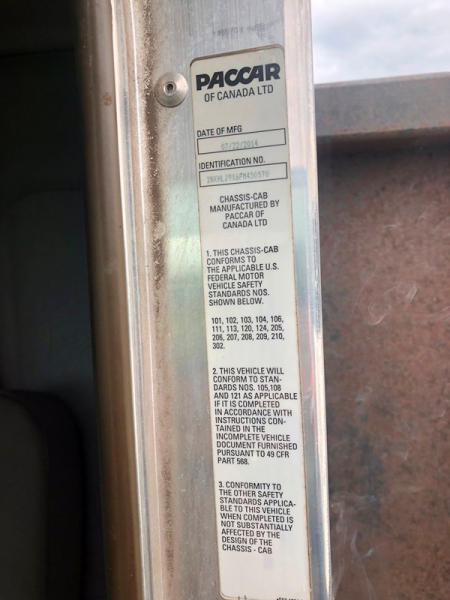 PACCAR
OF CANADA LTD
DATE OF MFG
07/22/2014
IDENTIFICATION NO.
CHASSIS-CAB
MANUFACTURED BY
PACCAR OF
CANADA LTD
1. THIS CHASSIS-CAB
CONFORMS TO
THE APPLICABLE U.S.
FEDERAL MOTOR
VEHICLE SAFETY
STANDARDS NOS.
SHOWN BELOW.
101, 102, 103, 104, 106,
111, 113, 120, 124, 205,
206, 207, 208, 209, 210,
302.
2. THIS VEHICLE WILL
CONFORM TO STAN-
DARDS NOS. 105,108
AND 121 AS APPLICABLE
IF IT IS COMPLETED
IN ACCORDANCE WITH
INSTRUCTIONS CON-
TAINED IN THE
INCOMPLETE VEHICLE
DOCUMENT FURNISHED
PURSUANT TO 49 CFR
PART 568.
3. CONFORMITY TO
THE OTHER SAFETY
STANDARDS APPLICA-
BLE TO THIS VEHICLE
WHEN COMPLETED IS
NOT SUBSTANTIALLY
AFFECTED BY THE
DESIGN OF THE
CHASSIS - CAB